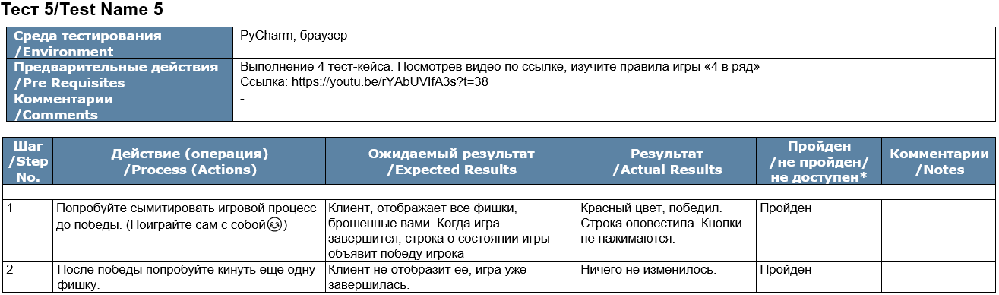 Тест 5/Test Name 5
Среда тестирования
/Environment
PyCharm, браузер
Предварительные действия
/Pre Requisites
Выполнение 4 тест-кейса. Посмотрев видео по ссылке, изучите правила игры «4 в ряд»
Ссылка: https://youtu.be/rYAbUVIfA3s?t=38
Комментарии
/Comments
-
Шаг
/Step
No.
Действие (операция)
/Process (Actions)
Ожидаемый результат
/Expected Results
Результат
/Actual Results
Пройден
/не пройден/
не доступен*
Комментарии
/Notes
1
Попробуйте сымитировать игровой процесс
до победы. (Поиграйте сам с собой😊)
Клиент, отображает все фишки,
брошенные вами. Когда игра
завершится, строка о состоянии игры
объявит победу игрока
Красный цвет, победил.
Строка оповестила. Кнопки
не нажимаются.
Пройден
2
После победы попробуйте кинуть еще одну
фишку.
Клиент не отобразит ее, игра уже
завершилась.
Ничего не изменилось.
Пройден